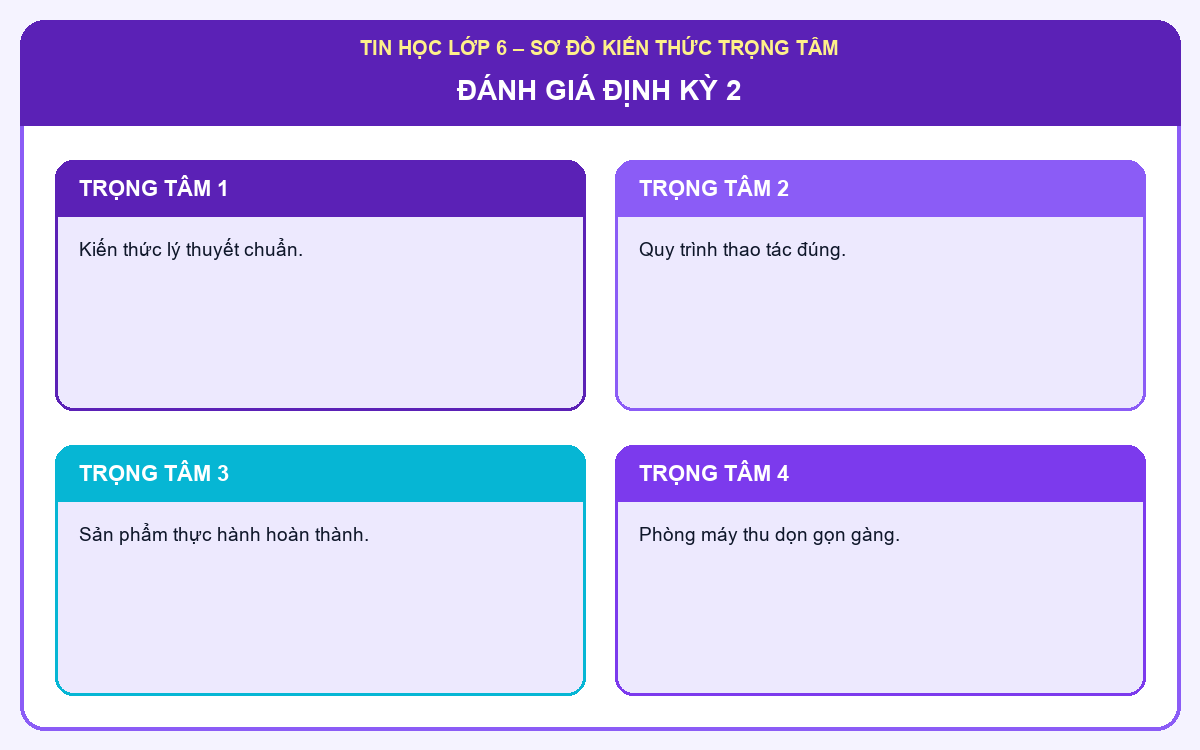 TIN HỌC LỚP 6 – SƠ ĐỒ KIẾN THỨC TRỌNG TÂM
ĐÁNH GIÁ ĐỊNH KỲ 2
TRỌNG TÂM 1
Kiến thức lý thuyết chuẩn.
TRỌNG TÂM 2
Quy trình thao tác đúng.
TRỌNG TÂM 3
Sản phẩm thực hành hoàn thành.
TRỌNG TÂM 4
Phòng máy thu dọn gọn gàng.